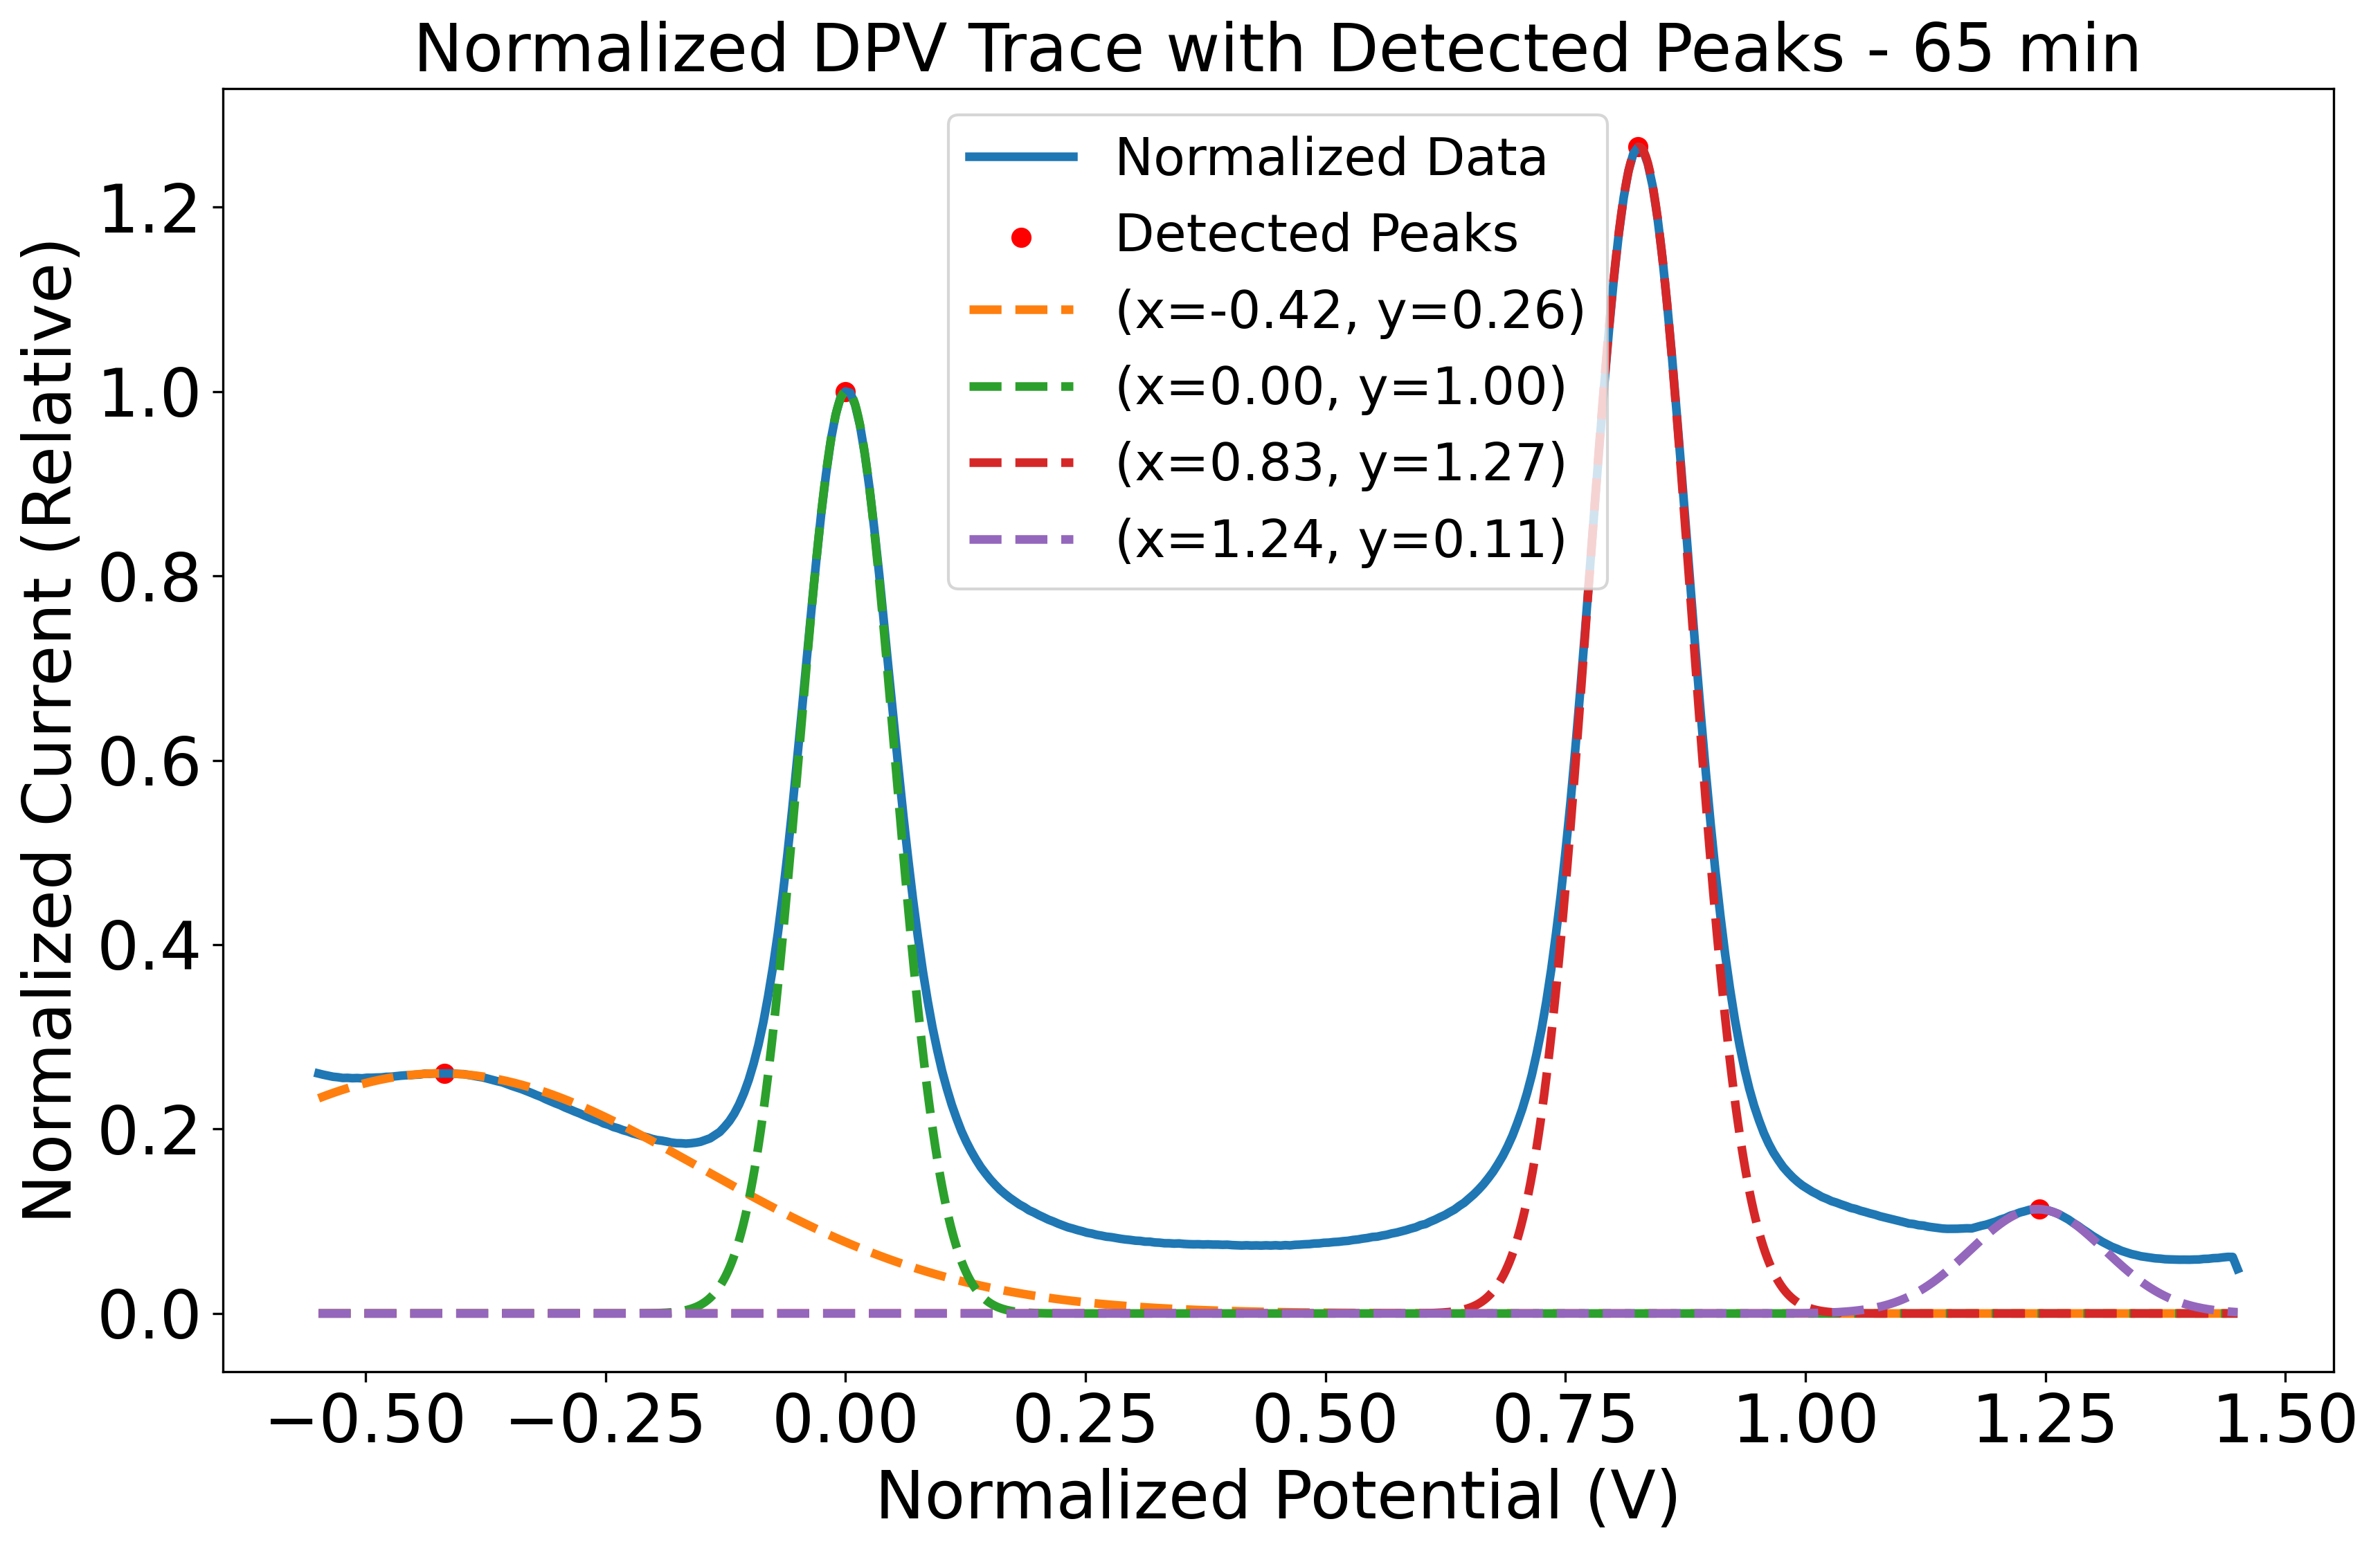 Normalized DPV Trace with Detected Peaks - 65 min
Normalized Current (Relative)
1.2
1.0
0.8
0.6
0.4
0.2
0.0
Normalized Data
Detected Peaks
(x=-0.42, y=0.26)
(x=0.00, y=1.00)
(x=0.83, y=1.27)
(x=1.24, y=0.11)
−0.50 −0.25 0.00 0.25 0.50 0.75 1.00 1.25 1.50
Normalized Potential (V)